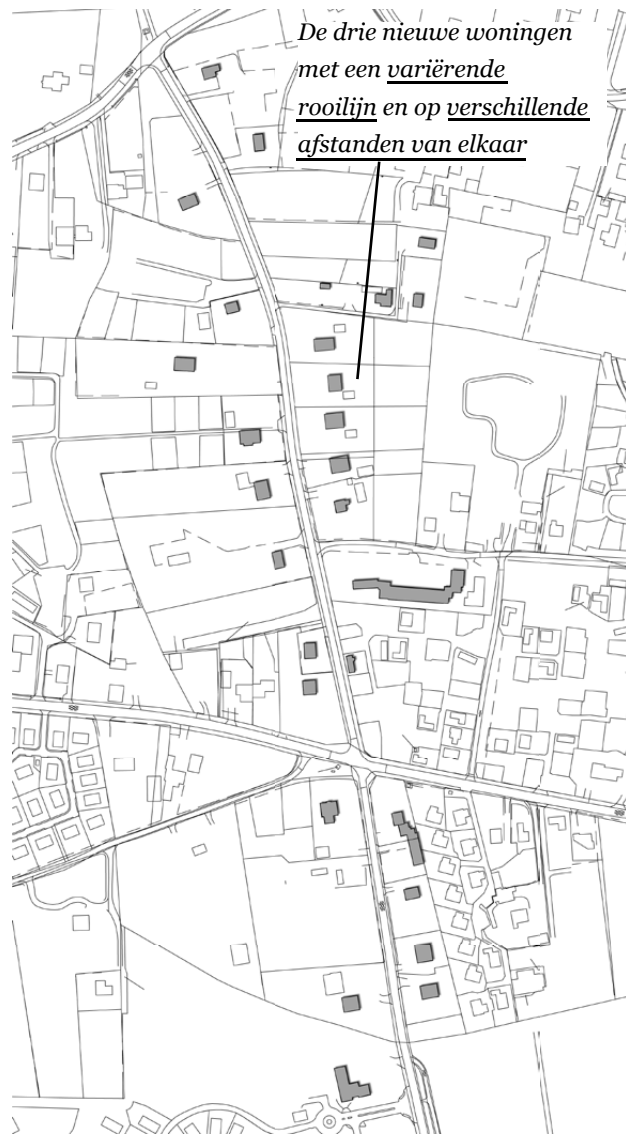 De drie nieuwe woningen
met een variërende
rooilijn en op verschillende
afstanden van elkaar